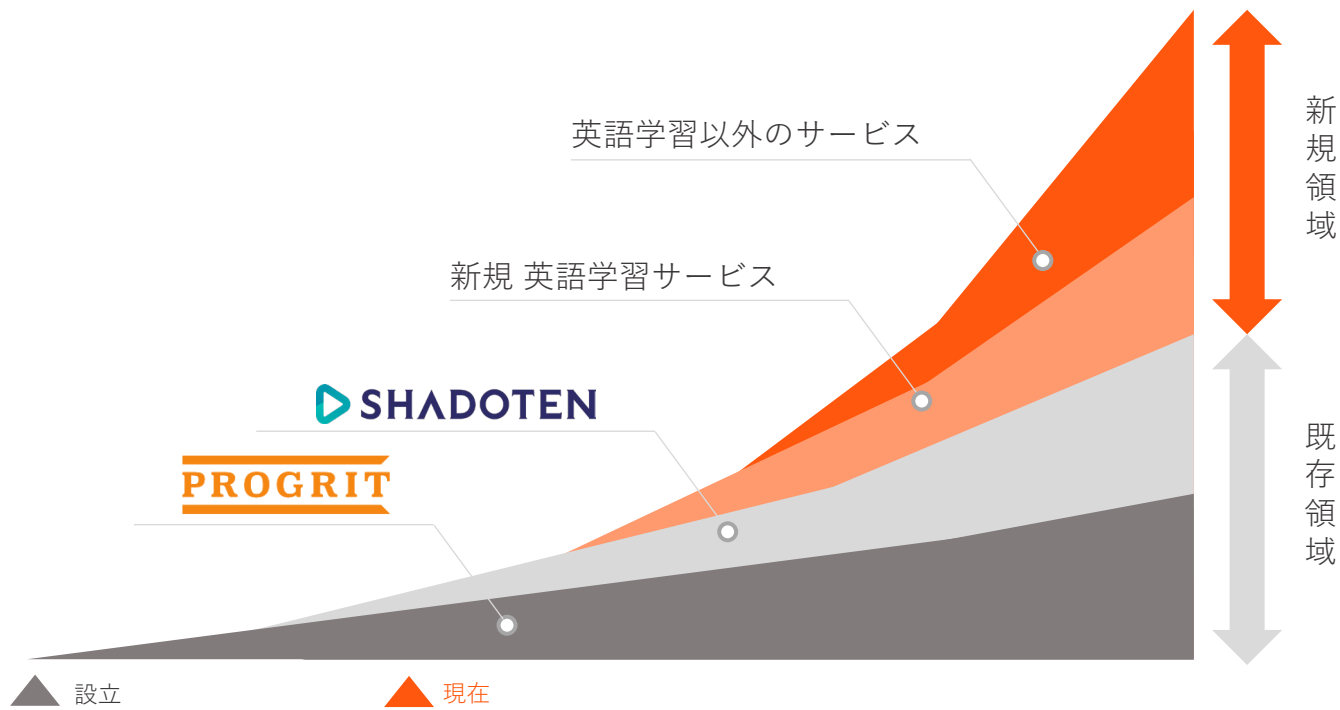 英語学習以外のサービス
新規 英語学習サービス
SHADOTEN
PROGRIT
新規領域
既存領域
設立
現在